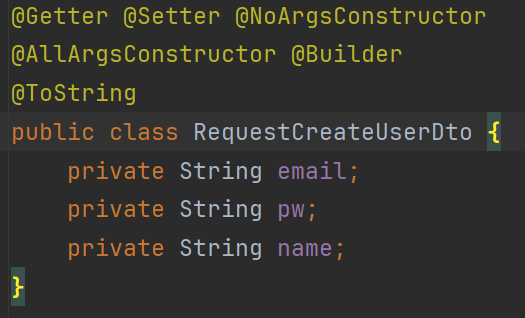 @Getter @Setter @NoArgsConstructor
@AllArgsConstructor @Builder
@ToString
public class RequestCreateUserDto {
    private String email;
    private String pw;
    private String name;
}